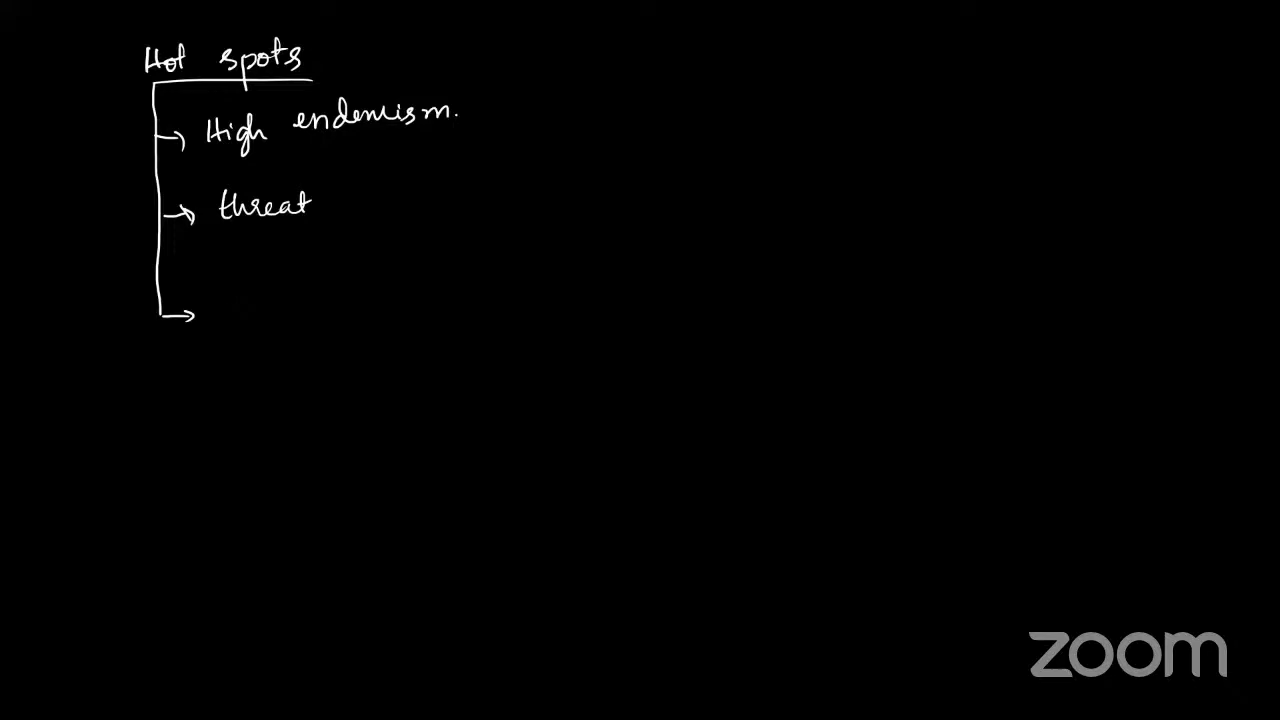 Hot spots
→ High endemism.
→ threat
→
zoom